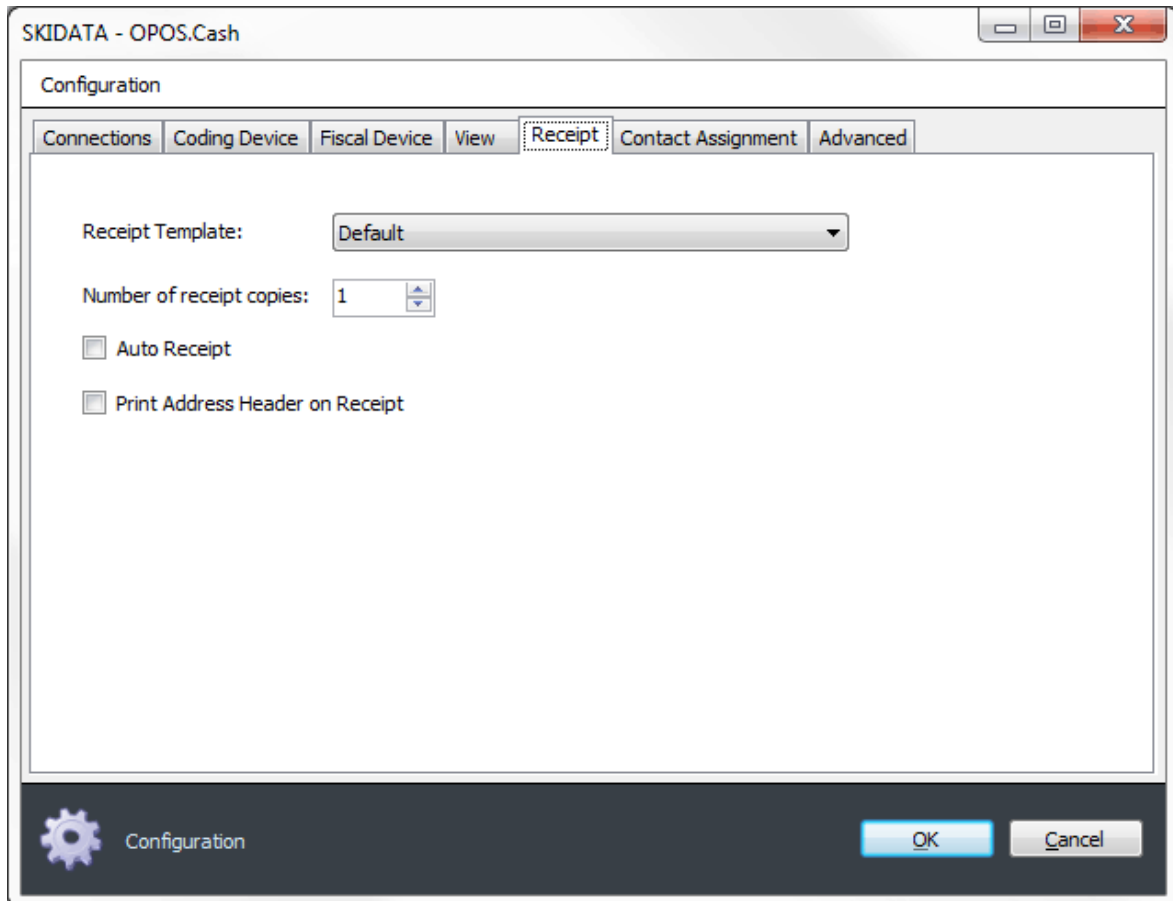 SKIDATA - OPOS.Cash
Configuration
Connections Coding Device Fiscal Device View Receipt Contact Assignment Advanced
Receipt Template: Default
Number of receipt copies: 1
Auto Receipt
Print Address Header on Receipt
Configuration OK Cancel